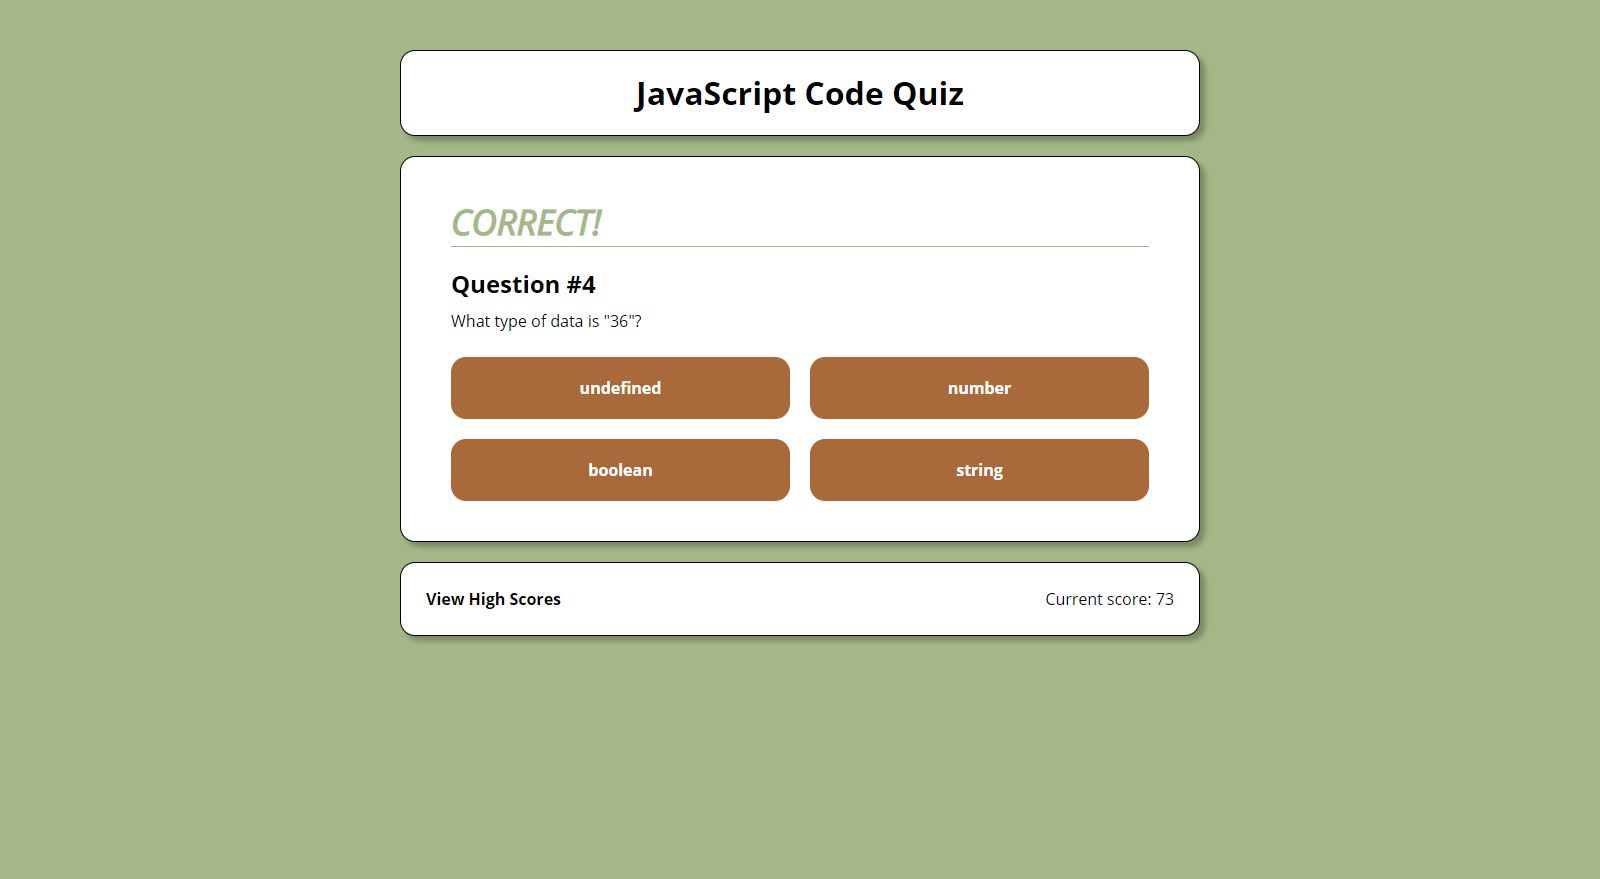 JavaScript Code Quiz
CORRECT!
Question #4
What type of data is "36"?
undefined
number
boolean
string
View High Scores
Current score: 73